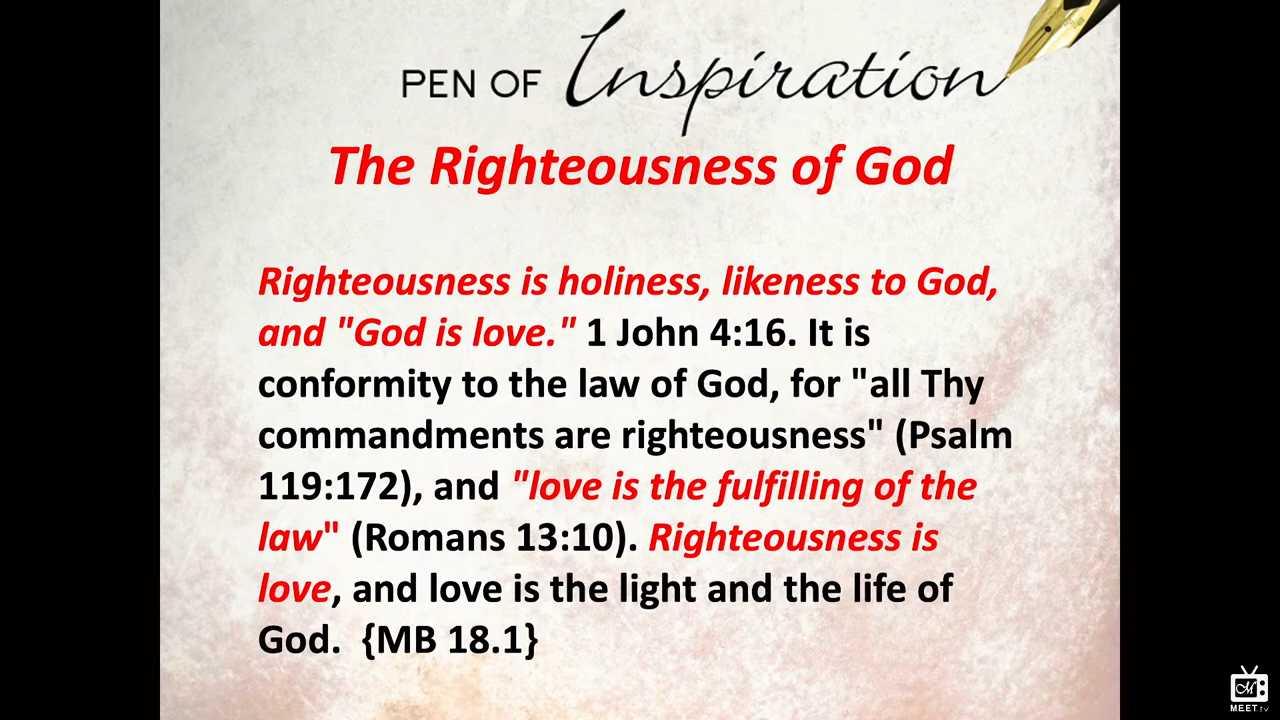 PEN OF Inspiration
The Righteousness of God
Righteousness is holiness, likeness to God,
and "God is love." 1 John 4:16. It is
conformity to the law of God, for "all Thy
commandments are righteousness" (Psalm
119:172), and "love is the fulfilling of the
law" (Romans 13:10). Righteousness is
love, and love is the light and the life of
God.  {MB 18.1}
M
MEET.TV